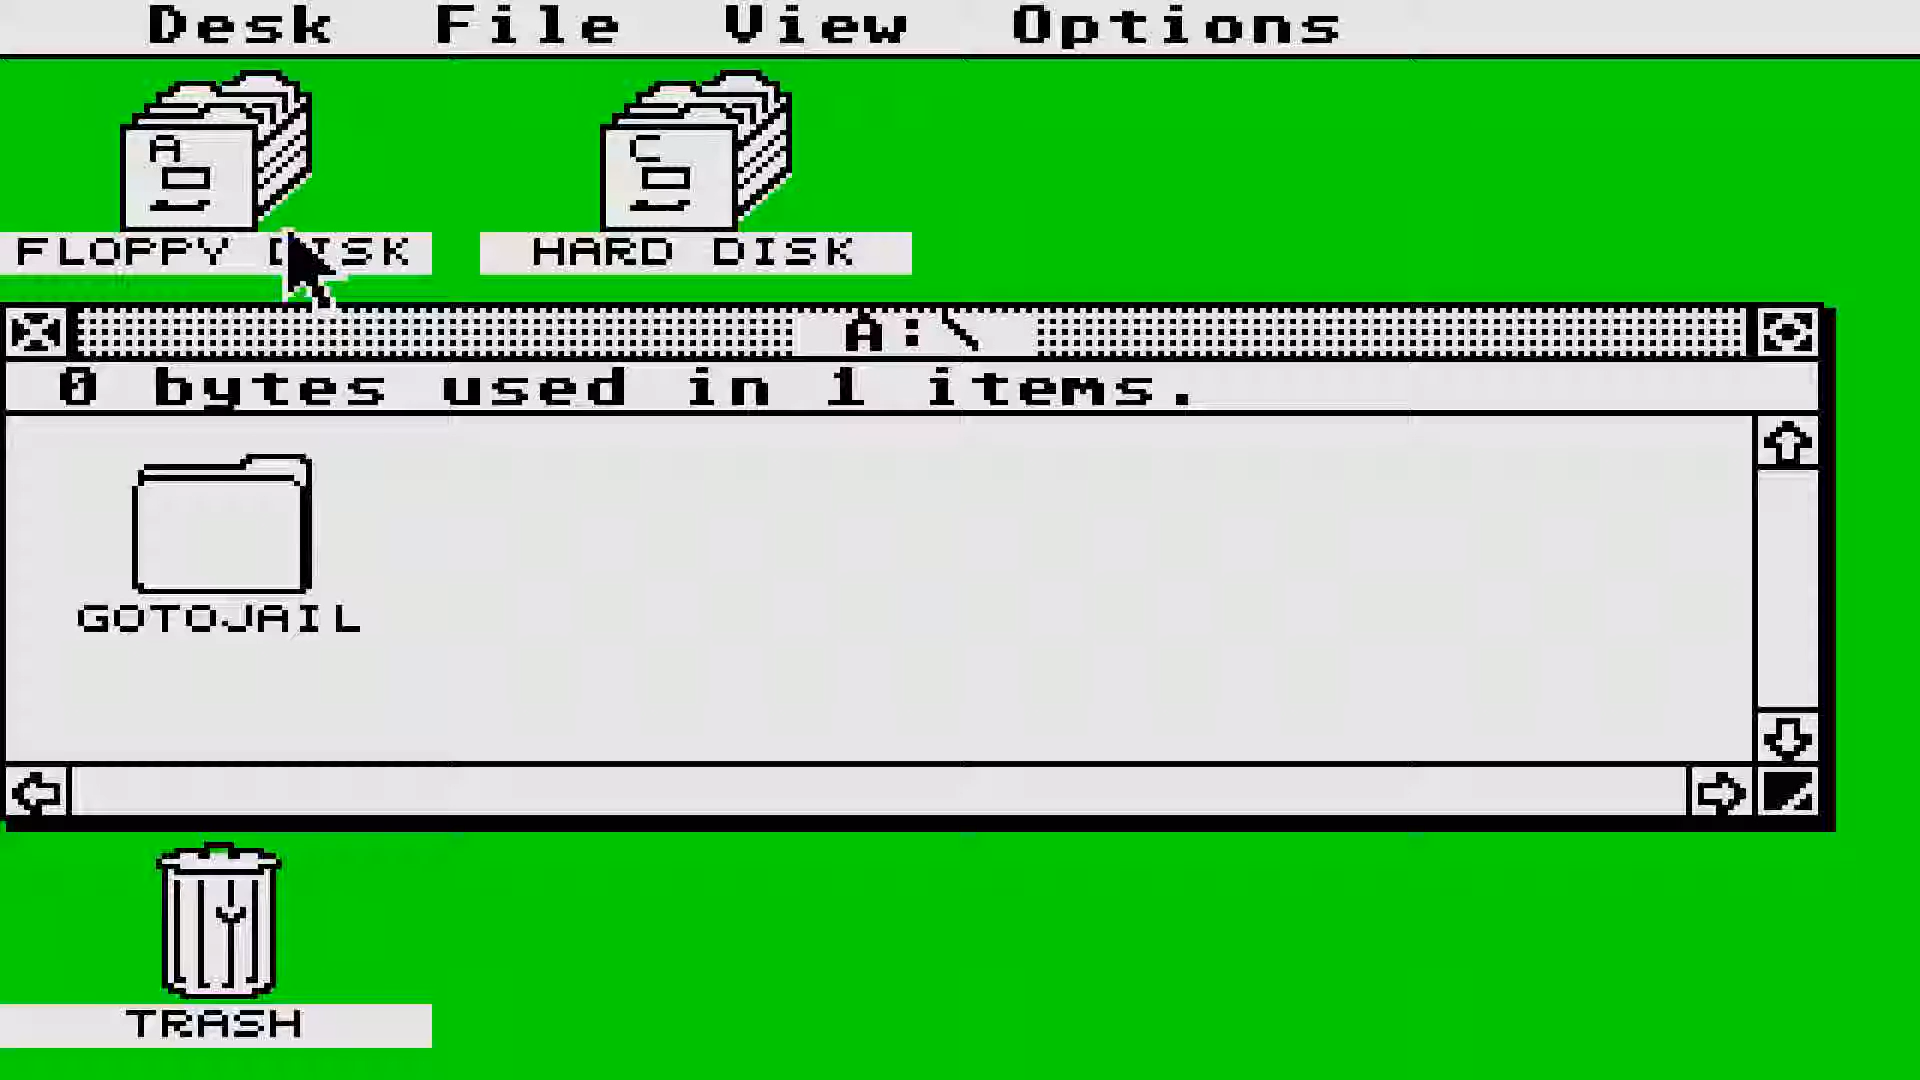 Desk File View Options
A C
FLOPPY DISK HARD DISK
A:\
0 bytes used in 1 items.
GOTOJAIL
TRASH